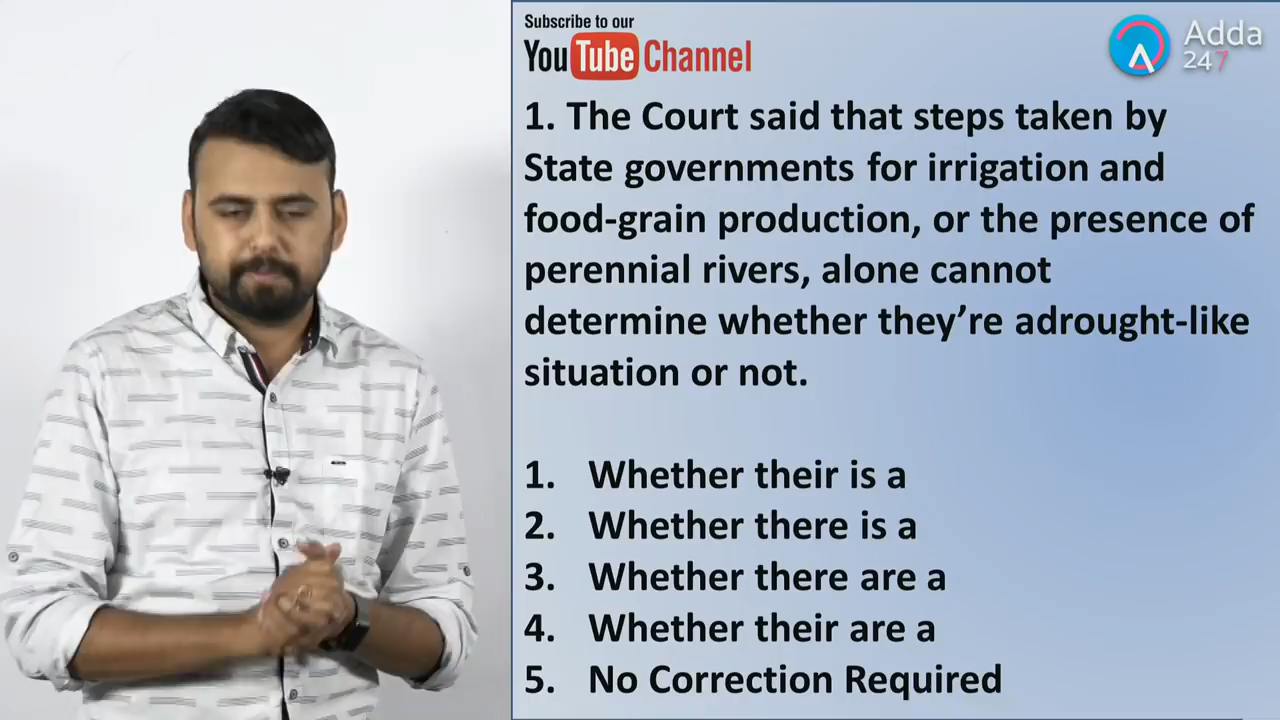 Subscribe to our
YouTube Channel
Adda
247
1. The Court said that steps taken by
State governments for irrigation and
food-grain production, or the presence of
perennial rivers, alone cannot
determine whether they’re adrought-like
situation or not.
1. Whether their is a
2. Whether there is a
3. Whether there are a
4. Whether their are a
5. No Correction Required